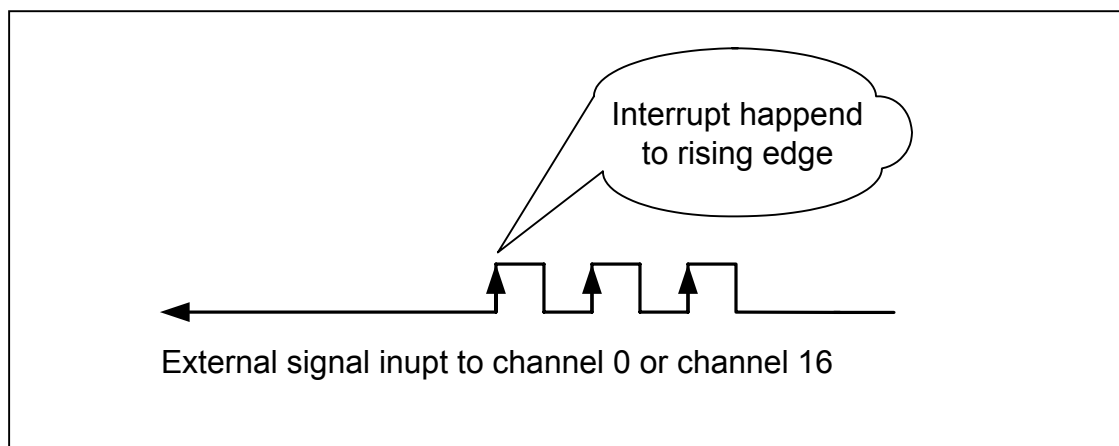 Interrupt happend
to rising edge
External signal inupt to channel 0 or channel 16